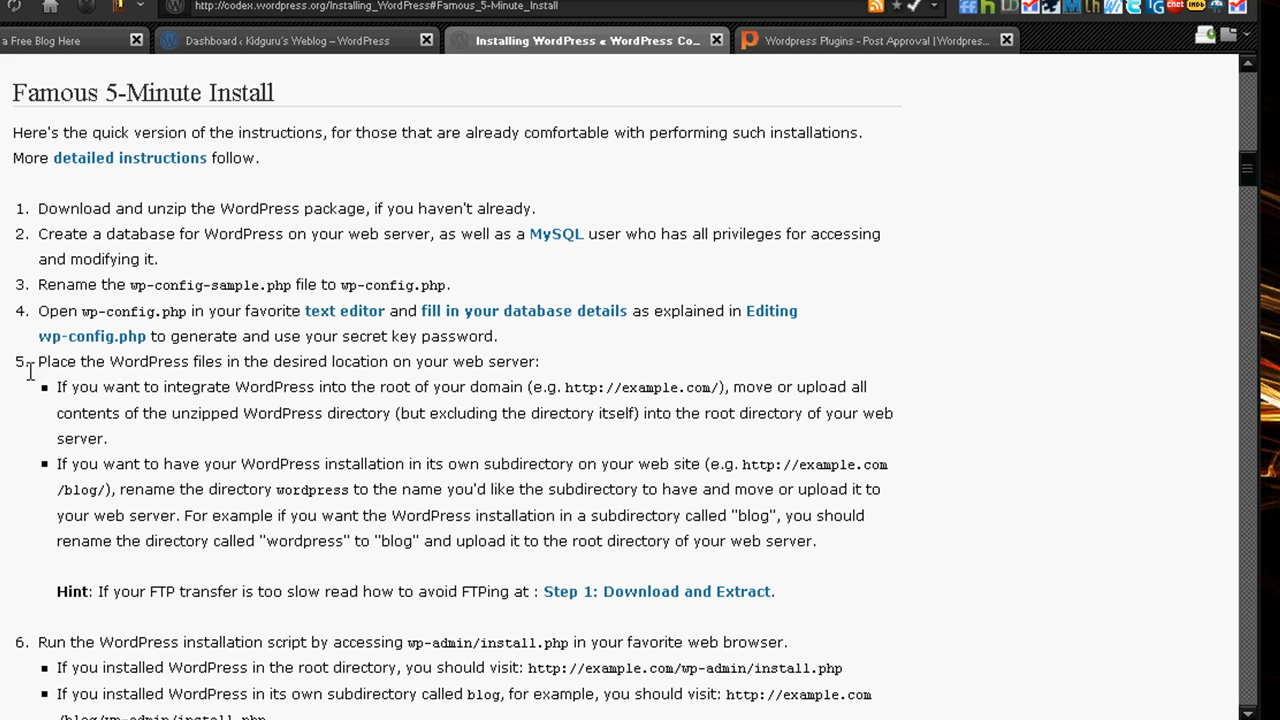 http://codex.wordpress.org/Installing_WordPress#Famous_5-Minute_Install
a Free Blog Here
Dashboard ‹ Kidguru's Weblog — WordPress
Installing WordPress « WordPress Co...
Wordpress Plugins - Post Approval | Wordpres...
Famous 5-Minute Install
Here's the quick version of the instructions, for those that are already comfortable with performing such installations.
More detailed instructions follow.
1. Download and unzip the WordPress package, if you haven't already.
2. Create a database for WordPress on your web server, as well as a MySQL user who has all privileges for accessing
and modifying it.
3. Rename the wp-config-sample.php file to wp-config.php.
4. Open wp-config.php in your favorite text editor and fill in your database details as explained in Editing
wp-config.php to generate and use your secret key password.
5. Place the WordPress files in the desired location on your web server:
If you want to integrate WordPress into the root of your domain (e.g. http://example.com/), move or upload all
contents of the unzipped WordPress directory (but excluding the directory itself) into the root directory of your web
server.
If you want to have your WordPress installation in its own subdirectory on your web site (e.g. http://example.com
/blog/), rename the directory wordpress to the name you'd like the subdirectory to have and move or upload it to
your web server. For example if you want the WordPress installation in a subdirectory called "blog", you should
rename the directory called "wordpress" to "blog" and upload it to the root directory of your web server.
Hint: If your FTP transfer is too slow read how to avoid FTPing at : Step 1: Download and Extract.
6. Run the WordPress installation script by accessing wp-admin/install.php in your favorite web browser.
If you installed WordPress in the root directory, you should visit: http://example.com/wp-admin/install.php
If you installed WordPress in its own subdirectory called blog, for example, you should visit: http://example.com
/blog/wp-admin/install.php